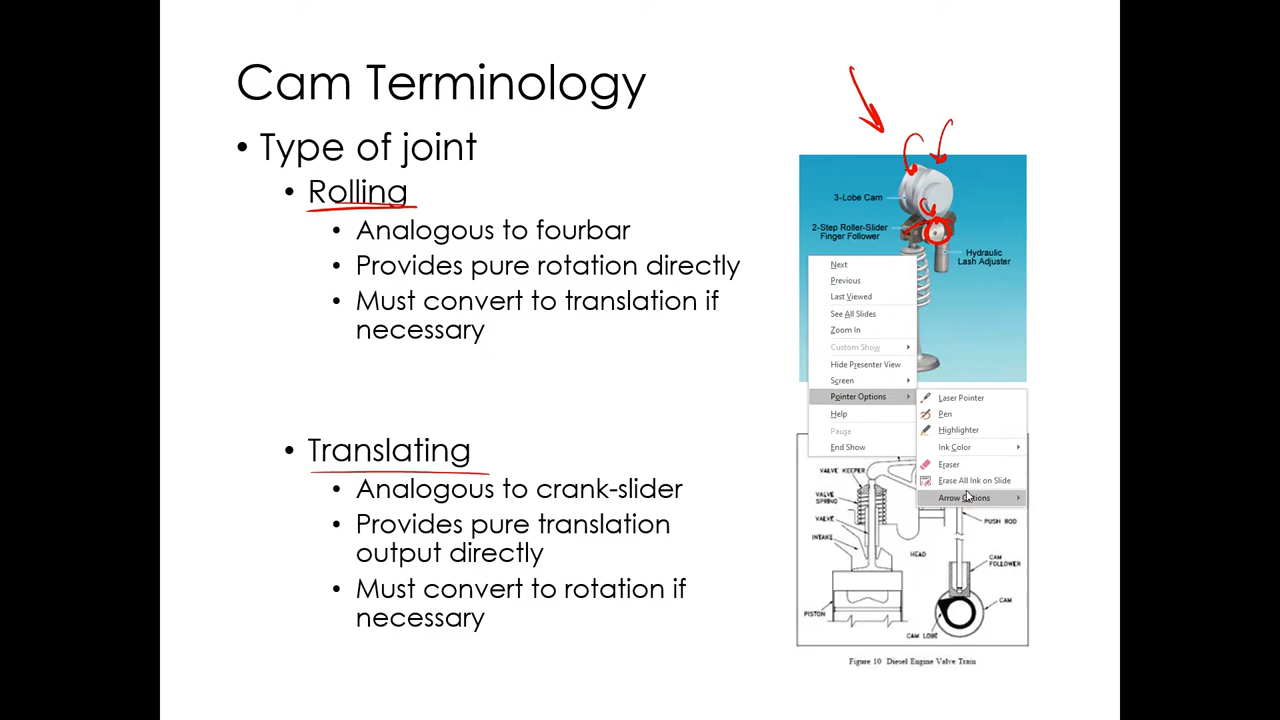 Cam Terminology
• Type of joint
• Rolling
• Analogous to fourbar
• Provides pure rotation directly
• Must convert to translation if
necessary
• Translating
• Analogous to crank-slider
• Provides pure translation
output directly
• Must convert to rotation if
necessary
3-Lobe Cam
2-Step Roller-Slider
Finger Follower
Hydraulic
Lash Adjuster
Next
Previous
Last Viewed
See All Slides
Zoom In
Custom Show
Hide Presenter View
Screen
Pointer Options
Help
Pause
End Show
Laser Pointer
Pen
Highlighter
Ink Color
Eraser
Erase All Ink on Slide
Arrow Options
VALVE KEEPER
VALVE
SPRING
VALVE
INTAKE
HEAD
PUSH ROD
CAM
FOLLOWER
CAM
PISTON
CAM LOBE
Figure 10 Diesel Engine Valve Train